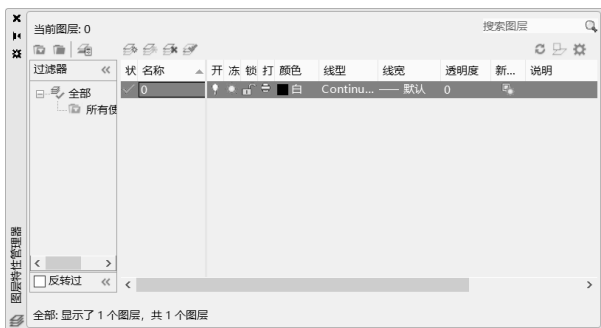 当前图层: 0
搜索图层
过滤器
状 名称 开 冻 锁 打 颜色 线型 线宽 透明度 新... 说明
全部
0 白 Continu... 默认 0
所有使
反转过
全部: 显示了 1 个图层，共 1 个图层
图层特性管理器